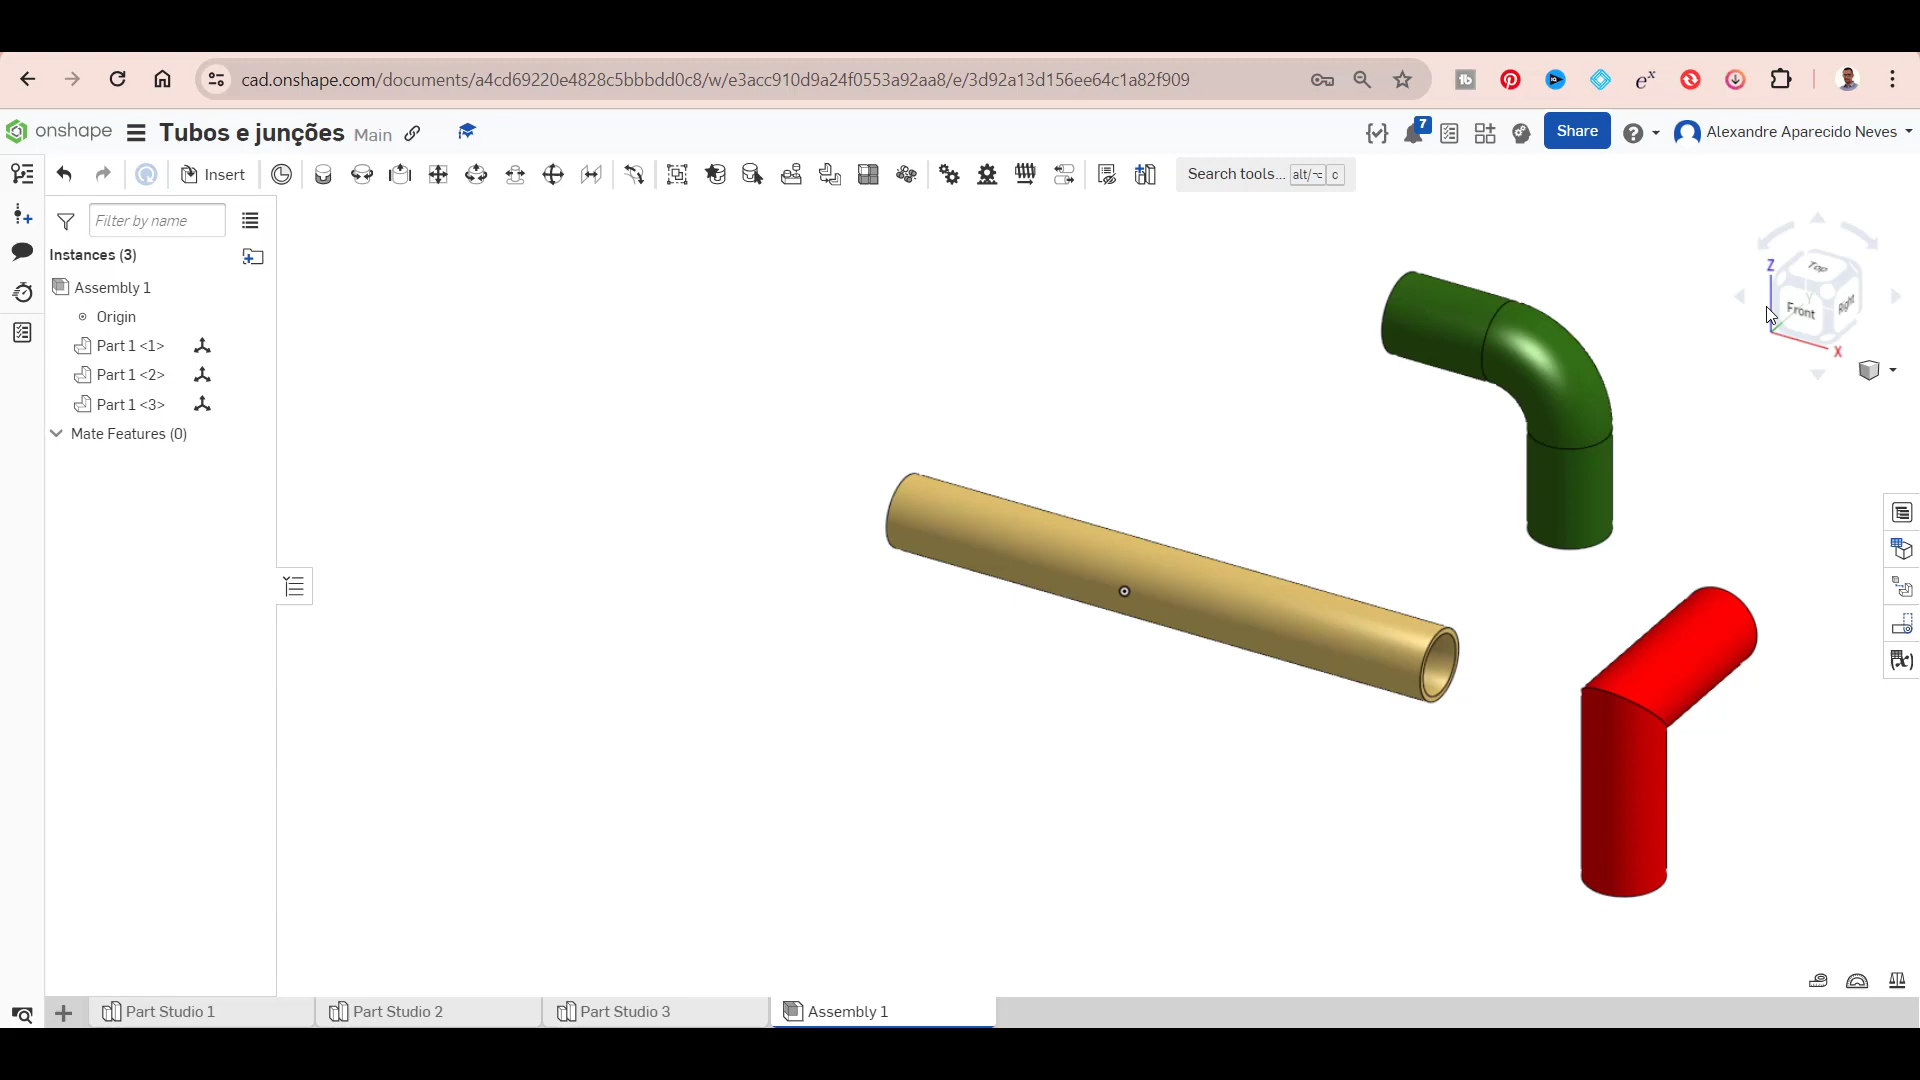 cad.onshape.com/documents/a4cd69220e4828c5bbbdd0c8/w/e3acc910d9a24f0553a92aa8/e/3d92a13d156ee64c1a82f909
onshape Tubos e junções Main 7 Share Alexandre Aparecido Neves
Insert Search tools... alt/⌥ c
Filter by name
Instances (3)
Assembly 1
Origin
Part 1 <1>
Part 1 <2>
Part 1 <3>
Mate Features (0)
Z
Top
Y
Front
Right
X
Part Studio 1
Part Studio 2
Part Studio 3
Assembly 1